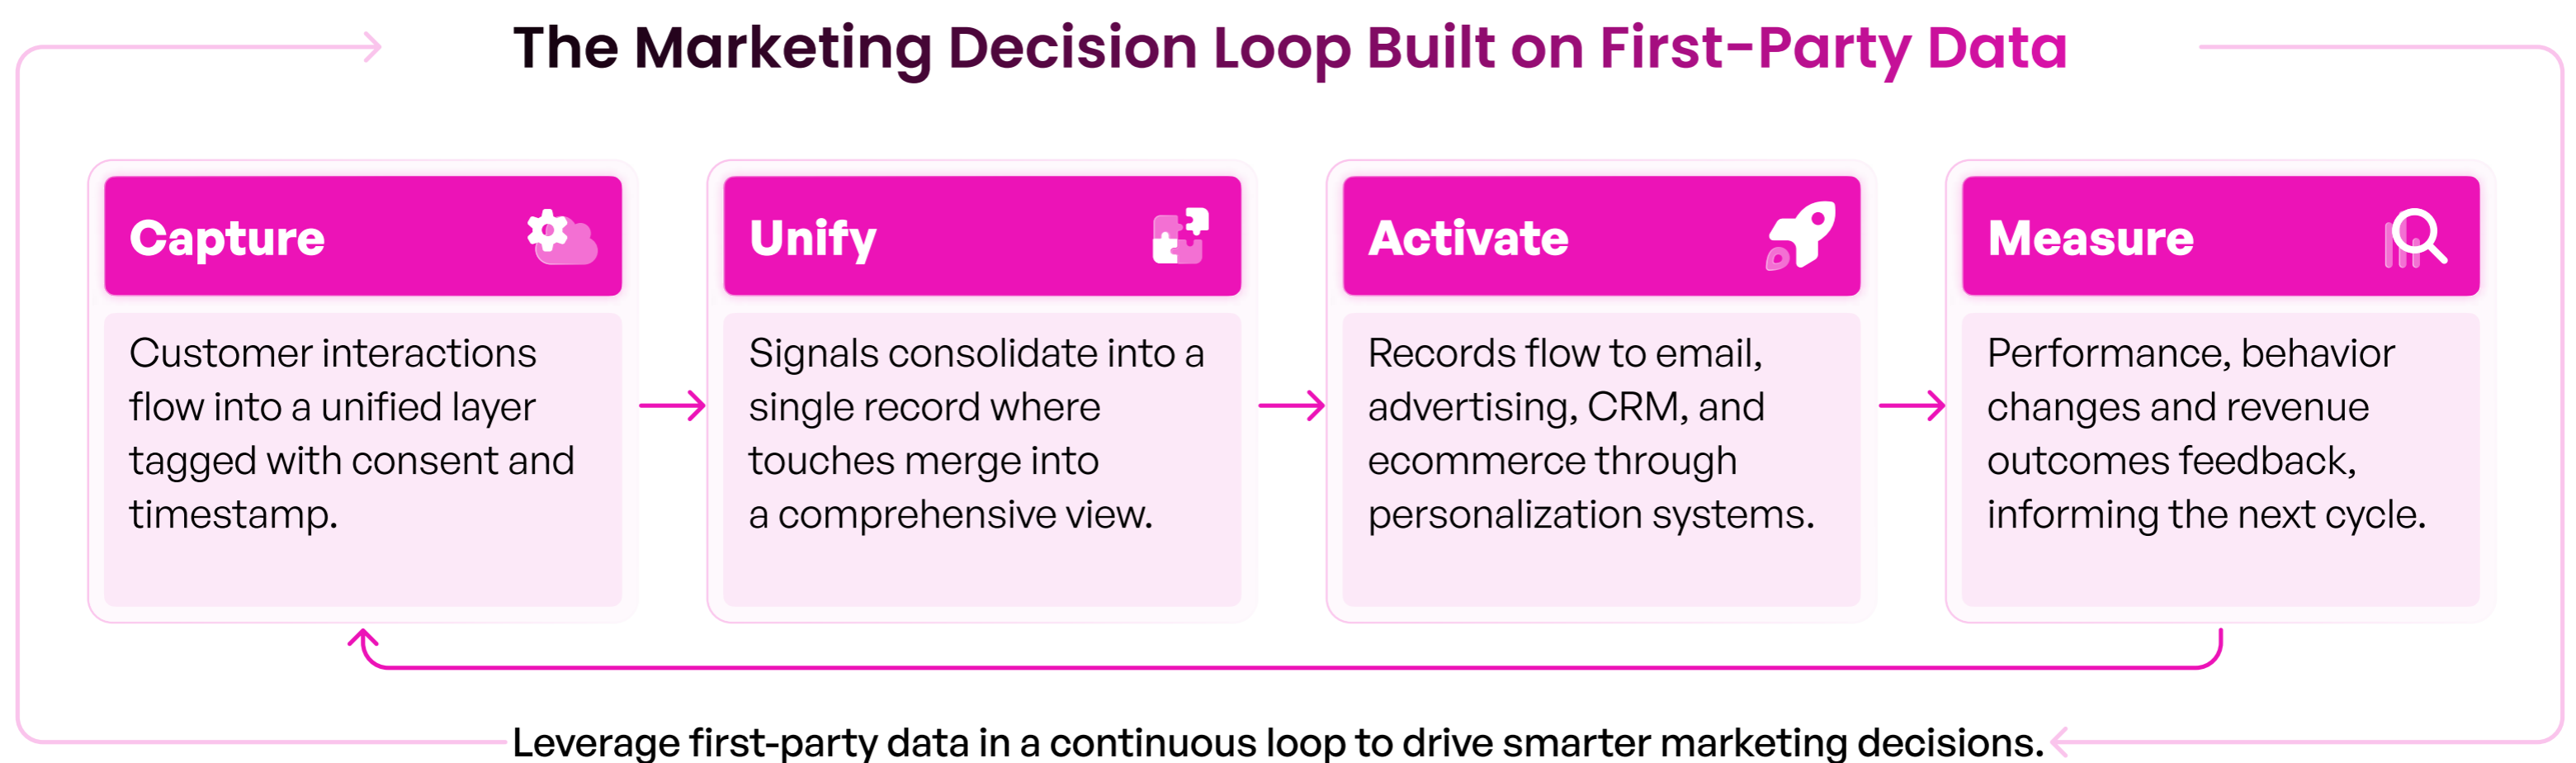 The Marketing Decision Loop Built on First-Party Data
Capture
Customer interactions
flow into a unified layer
tagged with consent and
timestamp.
Unify
Signals consolidate into a
single record where
touches merge into
a comprehensive view.
Activate
Records flow to email,
advertising, CRM, and
ecommerce through
personalization systems.
Measure
Performance, behavior
changes and revenue
outcomes feedback,
informing the next cycle.
Leverage first-party data in a continuous loop to drive smarter marketing decisions.